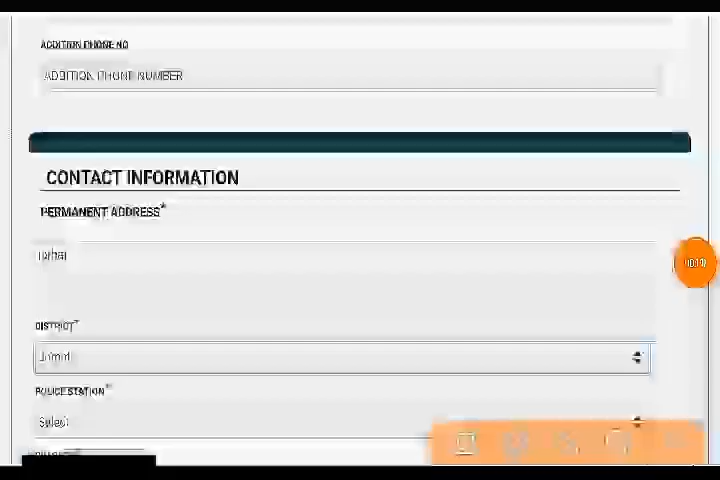 ADDITION PHONE NO
ADDITION PHONE NUMBER
CONTACT INFORMATION
PERMANENT ADDRESS*
DISTRICT*
POLICE STATION*
Select